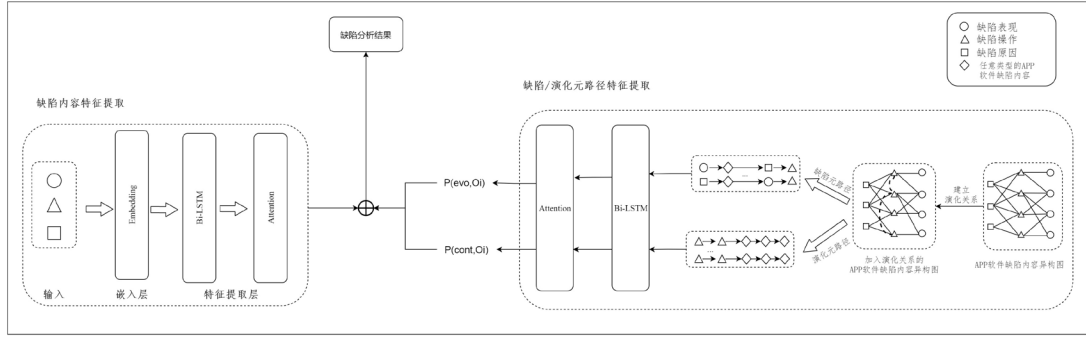 缺陷分析结果
缺陷表现
缺陷操作
缺陷原因
任意类型的APP
软件缺陷内容
缺陷内容特征提取
Embedding
Bi-LSTM
Attention
输入
嵌入层
特征提取层
缺陷/演化元路径特征提取
P(evo,Oi)
P(cont,Oi)
Attention
Bi-LSTM
...
...
缺陷元路径
演化元路径
加入演化关系的
APP软件缺陷内容异构图
建立
演化关系
APP软件缺陷内容异构图